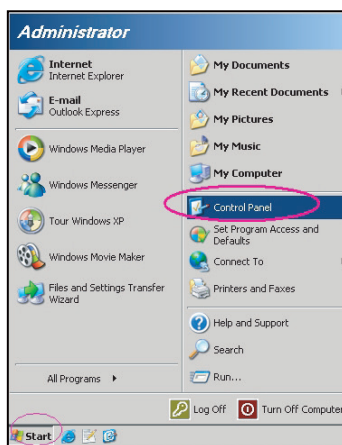 Administrator
Internet
Internet Explorer
E-mail
Outlook Express
Windows Media Player
Windows Messenger
Tour Windows XP
Windows Movie Maker
Files and Settings Transfer
Wizard
All Programs
My Documents
My Recent Documents
My Pictures
My Music
My Computer
Control Panel
Set Program Access and
Defaults
Connect To
Printers and Faxes
Help and Support
Search
Run...
Log Off
Turn Off Computer
Start